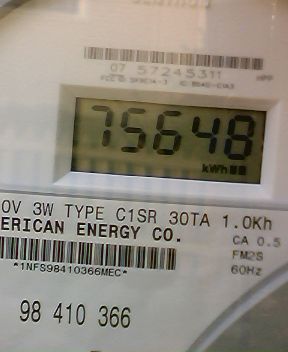 07 57245311
75648
kWh
0V 3W TYPE C1SR 30TA 1.0Kh
ERICAN ENERGY CO.
CA 0.5
FM2S
*1NFS98410366MEC*
60Hz
98 410 366